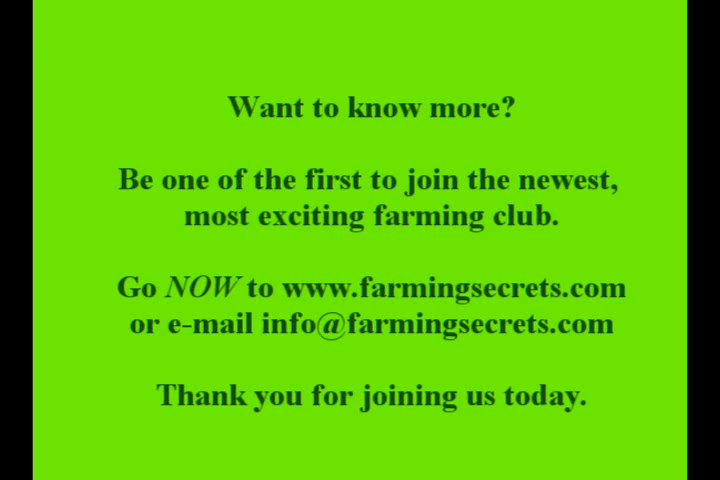 Want to know more?
Be one of the first to join the newest,
most exciting farming club.
Go NOW to www.farmingsecrets.com
or e-mail info@farmingsecrets.com
Thank you for joining us today.